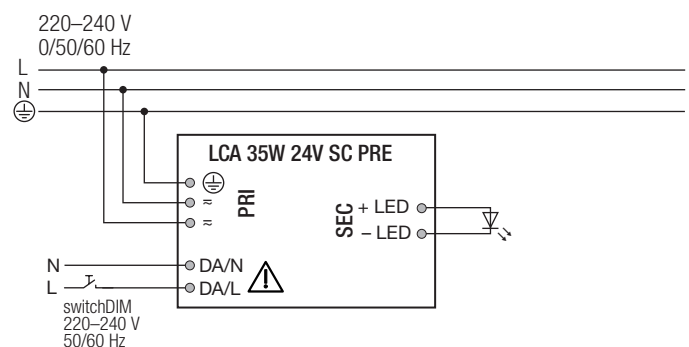 220–240 V
0/50/60 Hz
L
N
LCA 35W 24V SC PRE
PRI
≂
≂
SEC
+ LED
– LED
N
DA/N
L
DA/L
switchDIM
220–240 V
50/60 Hz